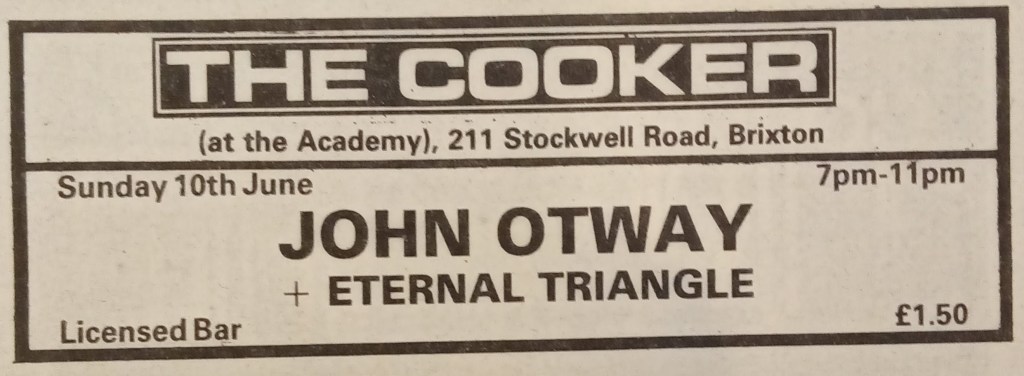 THE COOKER
(at the Academy), 211 Stockwell Road, Brixton
Sunday 10th June 7pm-11pm
JOHN OTWAY
+ ETERNAL TRIANGLE
Licensed Bar £1.50